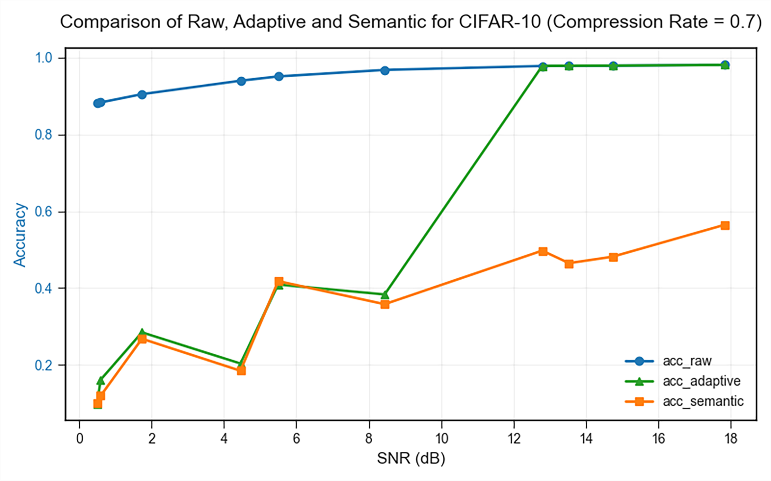 Comparison of Raw, Adaptive and Semantic for CIFAR-10 (Compression Rate = 0.7)
1.0
0.8
0.6
0.4
0.2
Accuracy
acc_raw
acc_adaptive
acc_semantic
0 2 4 6 8 10 12 14 16 18
SNR (dB)